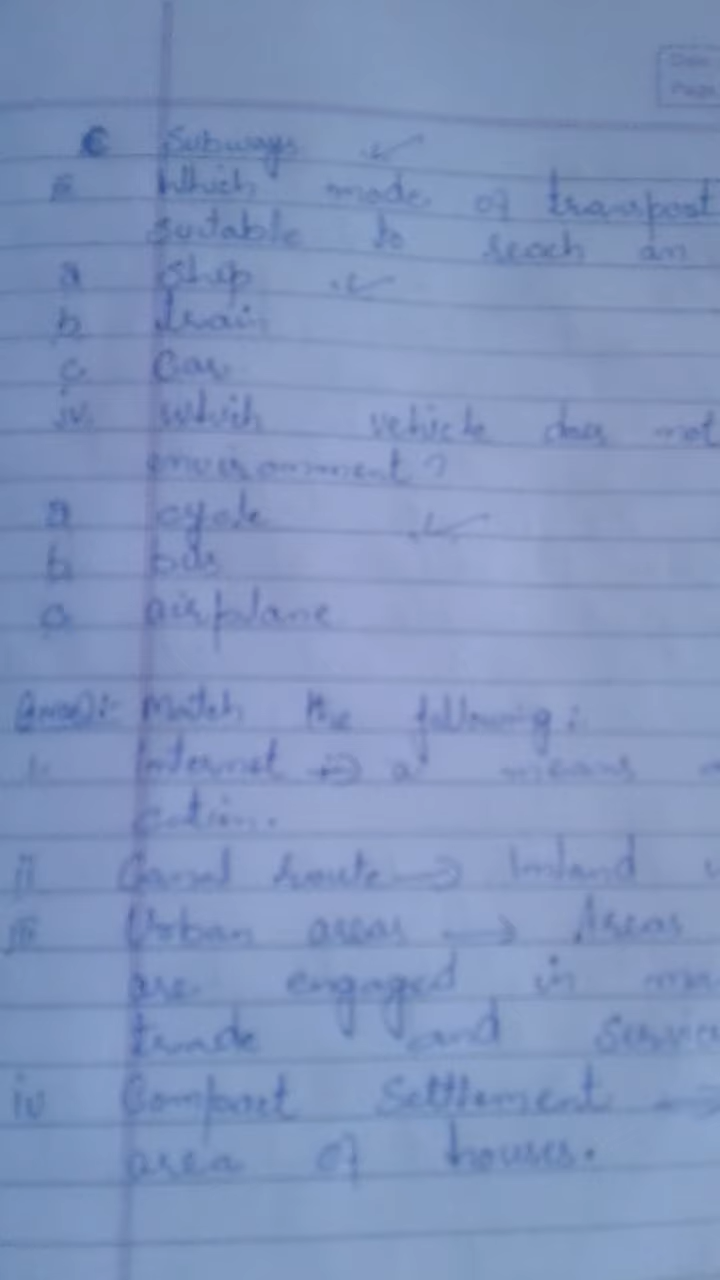 c Subways
Which mode of transport
suitable to reach an
a ship
b train
c Car
iv. which vehicle does not
environment?
a cycle
b bus
c airplane
Match the following:
Internet → a means
cation.
ii Canal route → Inland
iii Urban areas → Areas
are engaged in
trade and
iv Compact Settlement →
area of houses.